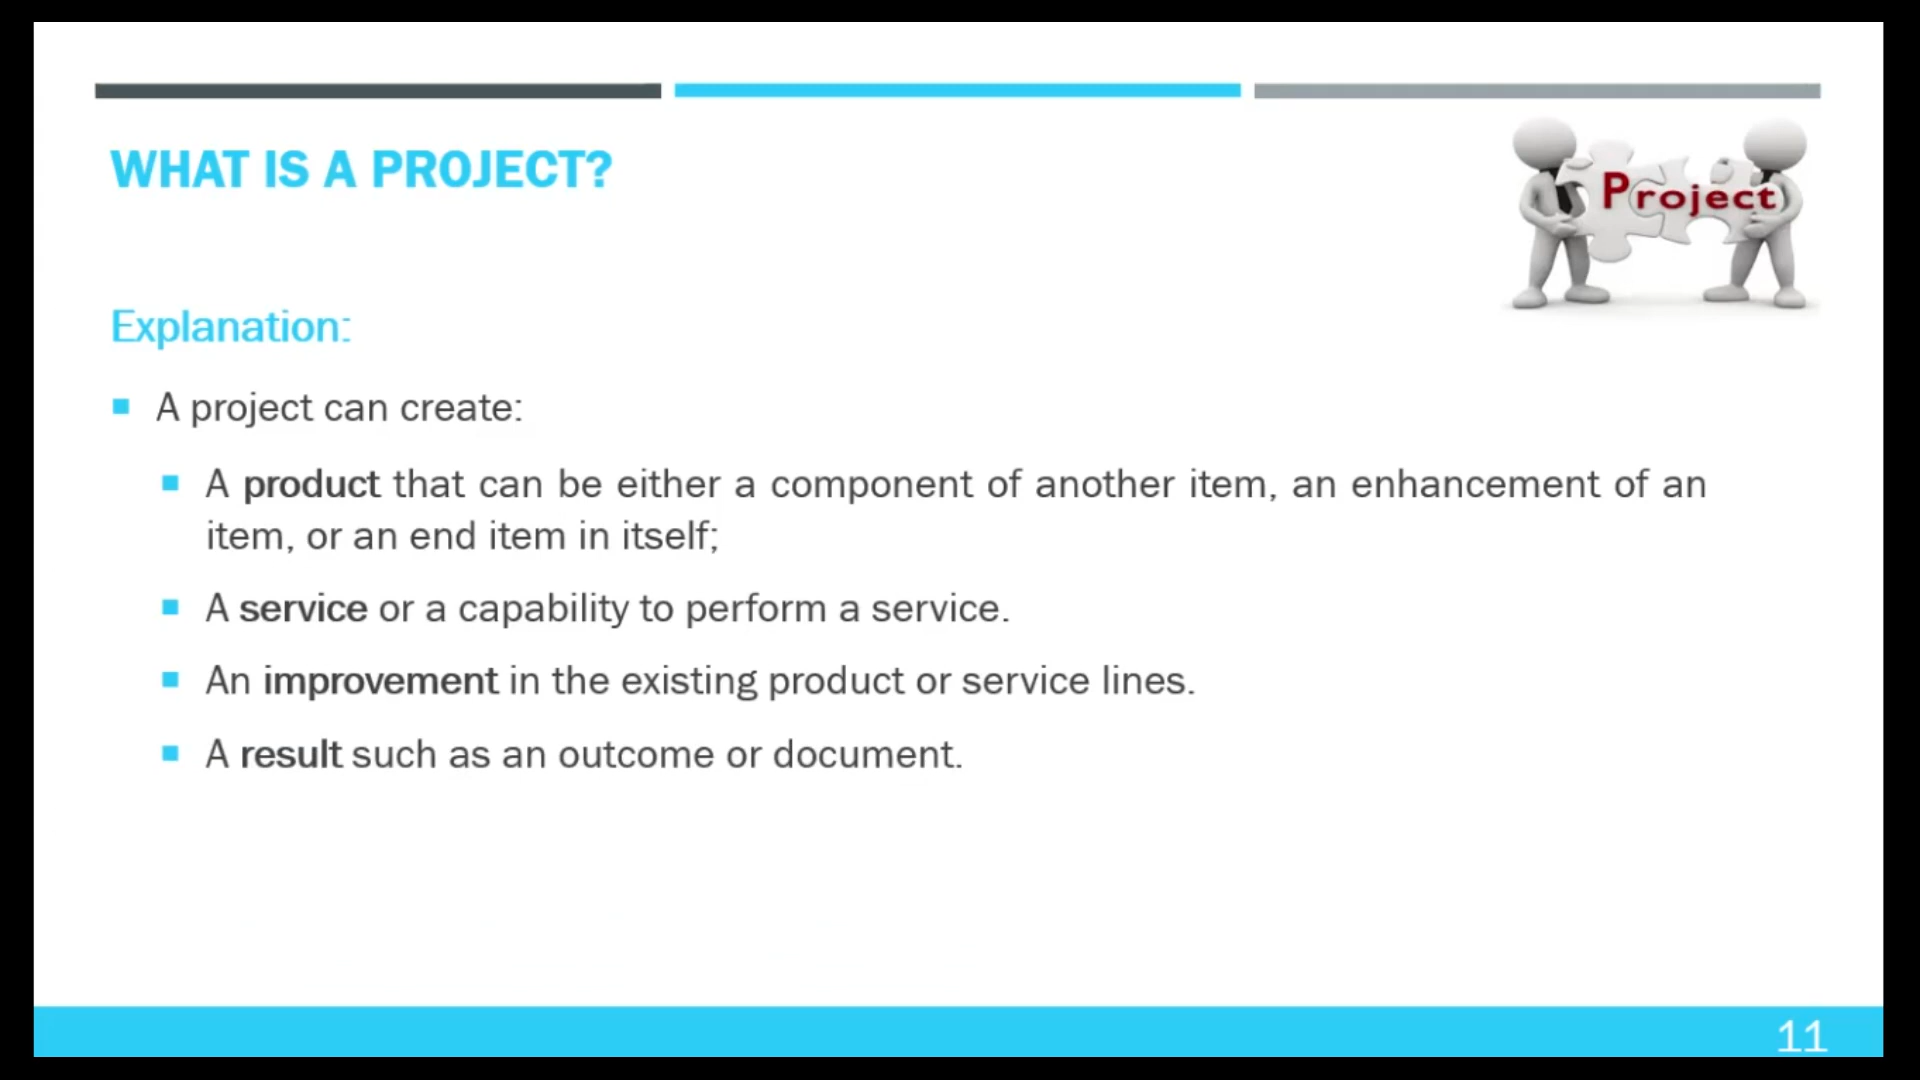 WHAT IS A PROJECT?
Project
Explanation:
A project can create:
A product that can be either a component of another item, an enhancement of an
item, or an end item in itself;
A service or a capability to perform a service.
An improvement in the existing product or service lines.
A result such as an outcome or document.
11